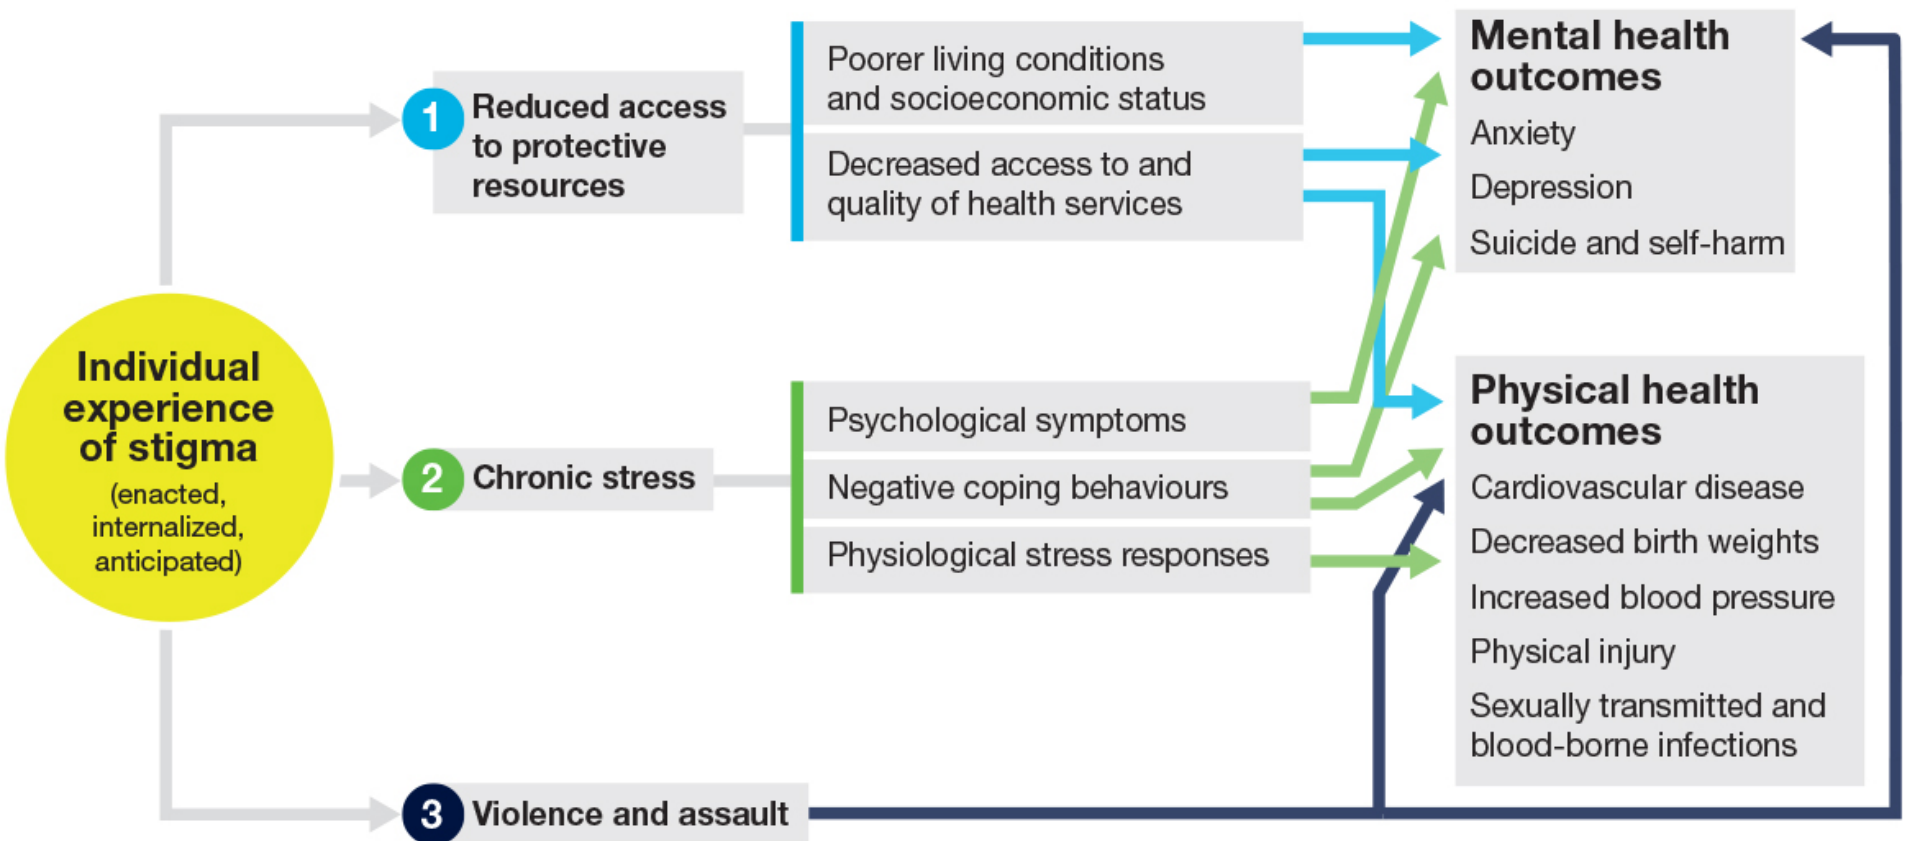 Individual
experience
of stigma
(enacted,
internalized,
anticipated)
1
Reduced access
to protective
resources
Poorer living conditions
and socioeconomic status
Decreased access to and
quality of health services
2
Chronic stress
Psychological symptoms
Negative coping behaviours
Physiological stress responses
3
Violence and assault
Mental health
outcomes
Anxiety
Depression
Suicide and self-harm
Physical health
outcomes
Cardiovascular disease
Decreased birth weights
Increased blood pressure
Physical injury
Sexually transmitted and
blood-borne infections